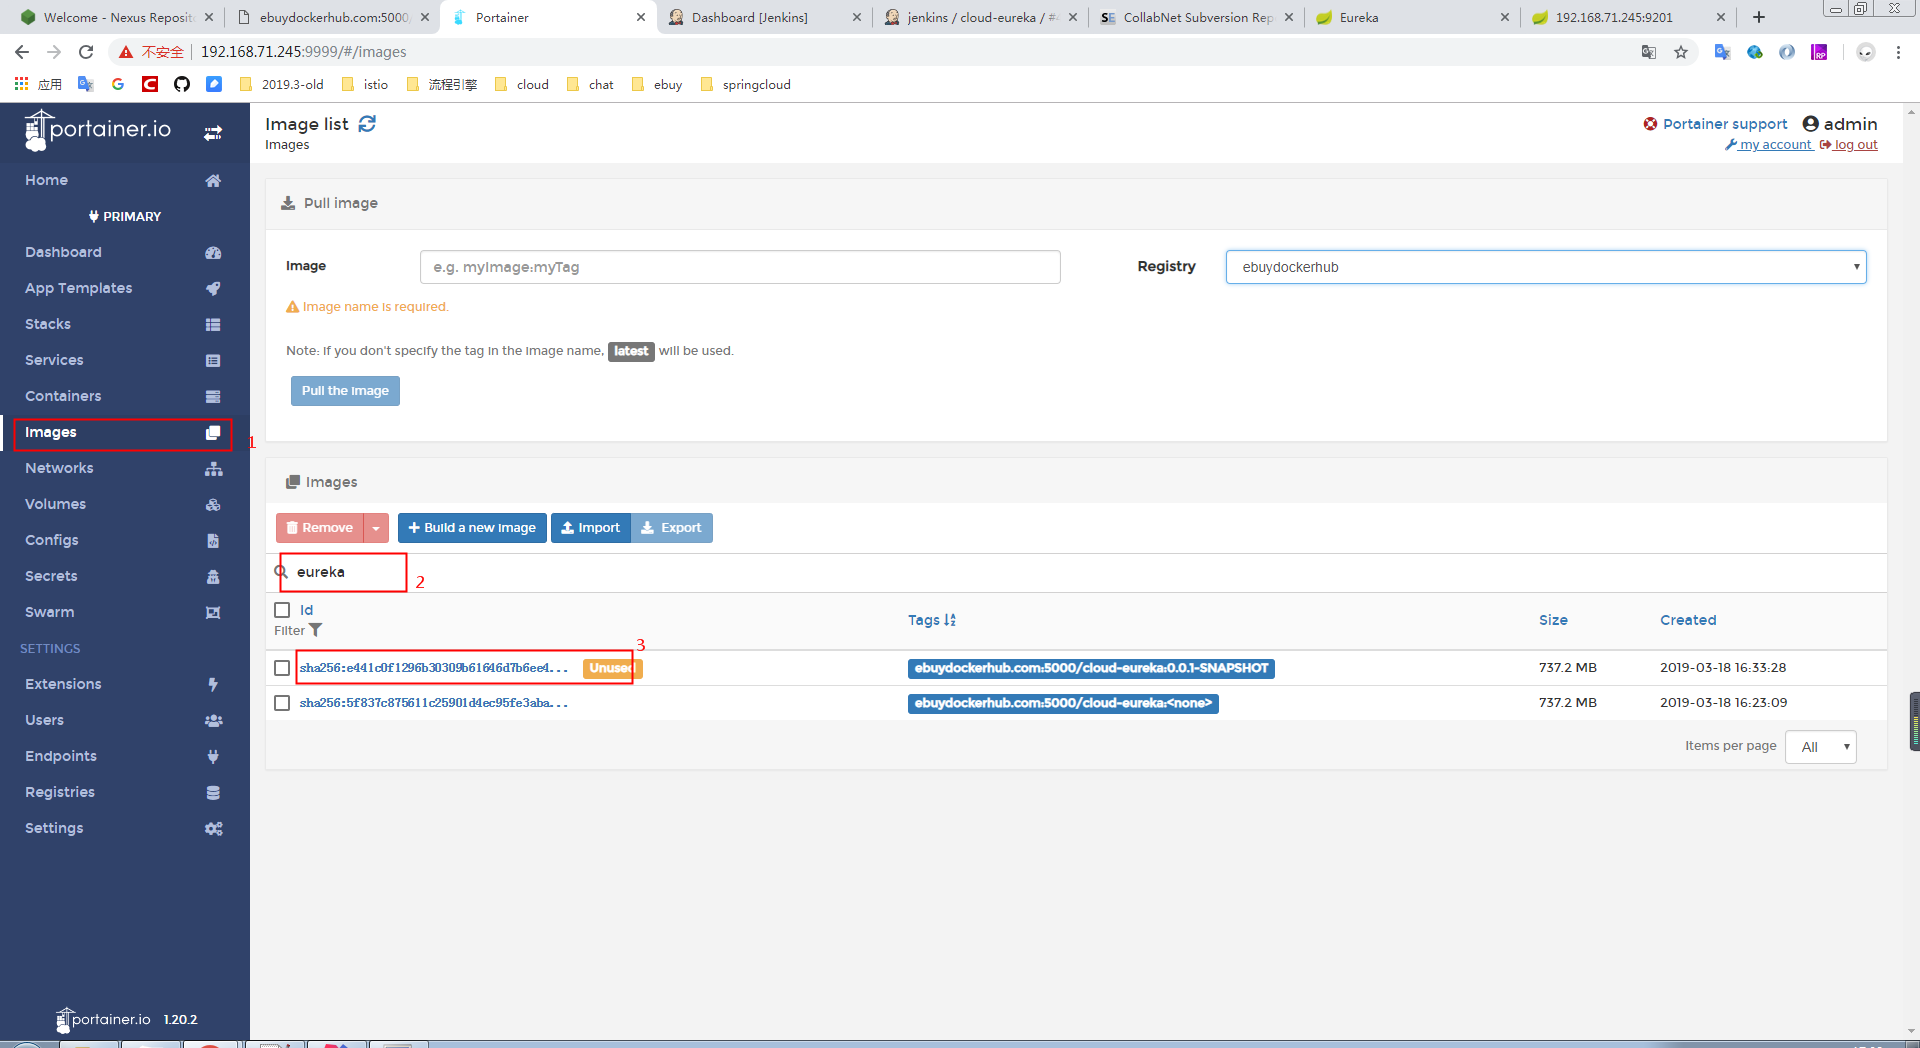 Welcome - Nexus Reposit
ebuydockerhub.com:5000/
Portainer
Dashboard [Jenkins]
jenkins / cloud-eureka / #4
CollabNet Subversion Rep
Eureka
192.168.71.245:9201
不安全
192.168.71.245:9999/#/images
应用
2019.3-old
istio
流程引擎
cloud
chat
ebuy
springcloud
portainer.io
Home
PRIMARY
Dashboard
App Templates
Stacks
Services
Containers
Images
1
Networks
Volumes
Configs
Secrets
Swarm
SETTINGS
Extensions
Users
Endpoints
Registries
Settings
portainer.io 1.20.2
Image list
Images
Portainer support
admin
my account
log out
Pull image
Image
e.g. myImage:myTag
Registry
ebuydockerhub
Image name is required.
Note: if you don't specify the tag in the image name, latest will be used.
Pull the image
Images
Remove
Build a new image
Import
Export
eureka
2
Id
Filter
Tags
Size
Created
3
sha256:e441c0f1296b30309b61646d7b6ee4...
Unused
ebuydockerhub.com:5000/cloud-eureka:0.0.1-SNAPSHOT
737.2 MB
2019-03-18 16:33:28
sha256:5f837c875611c25901d4ec95fe3aba...
ebuydockerhub.com:5000/cloud-eureka:<none>
737.2 MB
2019-03-18 16:23:09
Items per page
All